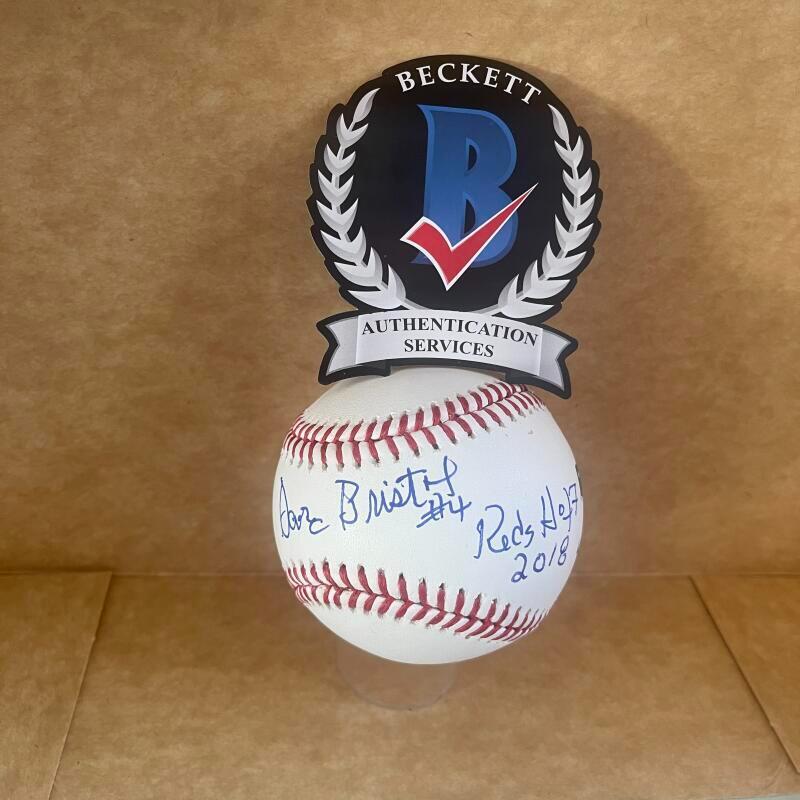 BECKETT
B
AUTHENTICATION
SERVICES
Dave Bristol
#4
Reds HOF
2018